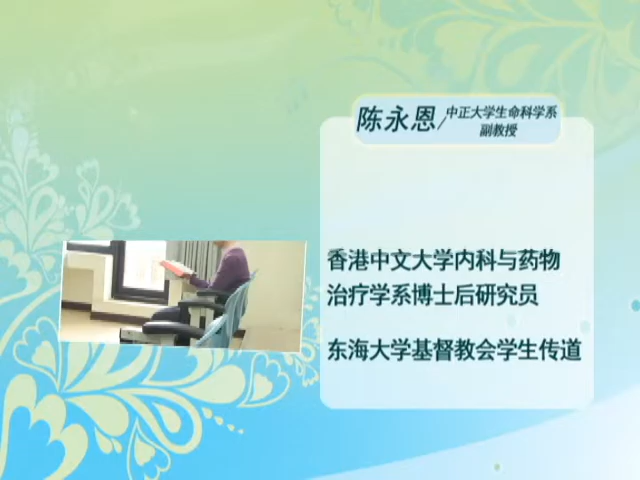 陈永恩/中正大学生命科学系
副教授
香港中文大学内科与药物
治疗学系博士后研究员
东海大学基督教会学生传道